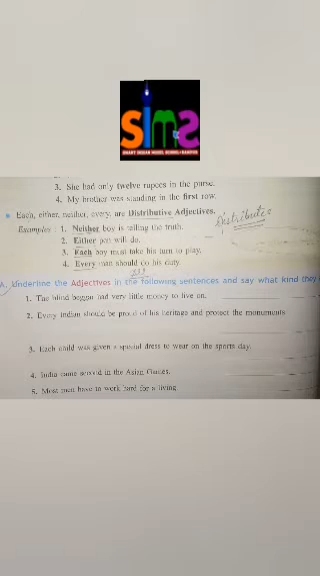 SIMS
SMART INDIAN MODEL SCHOOL
3. She had only twelve rupees in the purse.
4. My brother was standing in the first row.
Each, either, neither, every, are Distributive Adjectives.
Distributes
Examples : 1. Neither boy is telling the truth.
2. Either pen will do.
3. Each boy must take his turn to play.
4. Every man should do his duty.
A. Underline the Adjectives in the following sentences and say what kind they
1. The blind beggar had very little money to live on.
2. Every Indian should be proud of his heritage and protect the monuments
3. Each child was given a special dress to wear on the sports day.
4. India came second in the Asian Games.
5. Most men have to work hard for a living